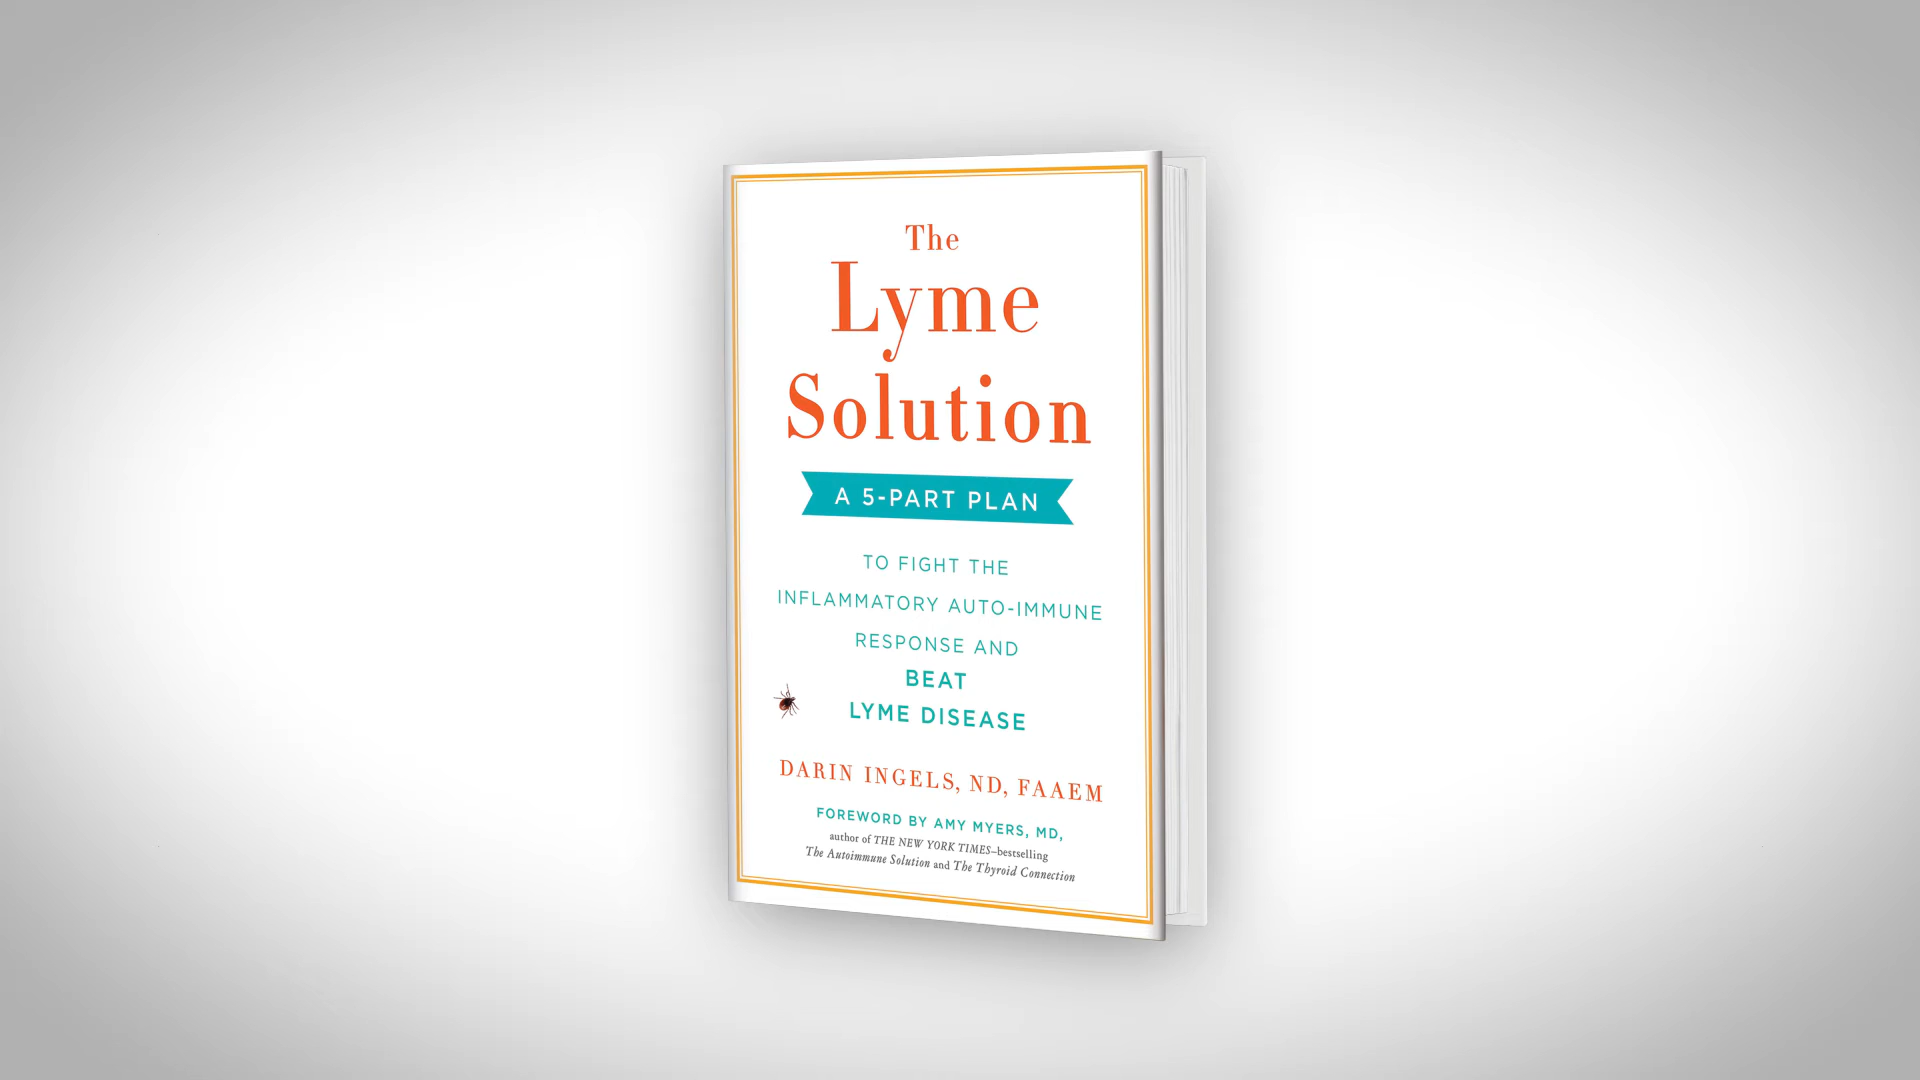 The
Lyme
Solution
A 5-PART PLAN
TO FIGHT THE
INFLAMMATORY AUTO-IMMUNE
RESPONSE AND
BEAT
LYME DISEASE
DARIN INGELS, ND, FAAEM
FOREWORD BY AMY MYERS, MD,
author of THE NEW YORK TIMES–bestselling
The Autoimmune Solution and The Thyroid Connection